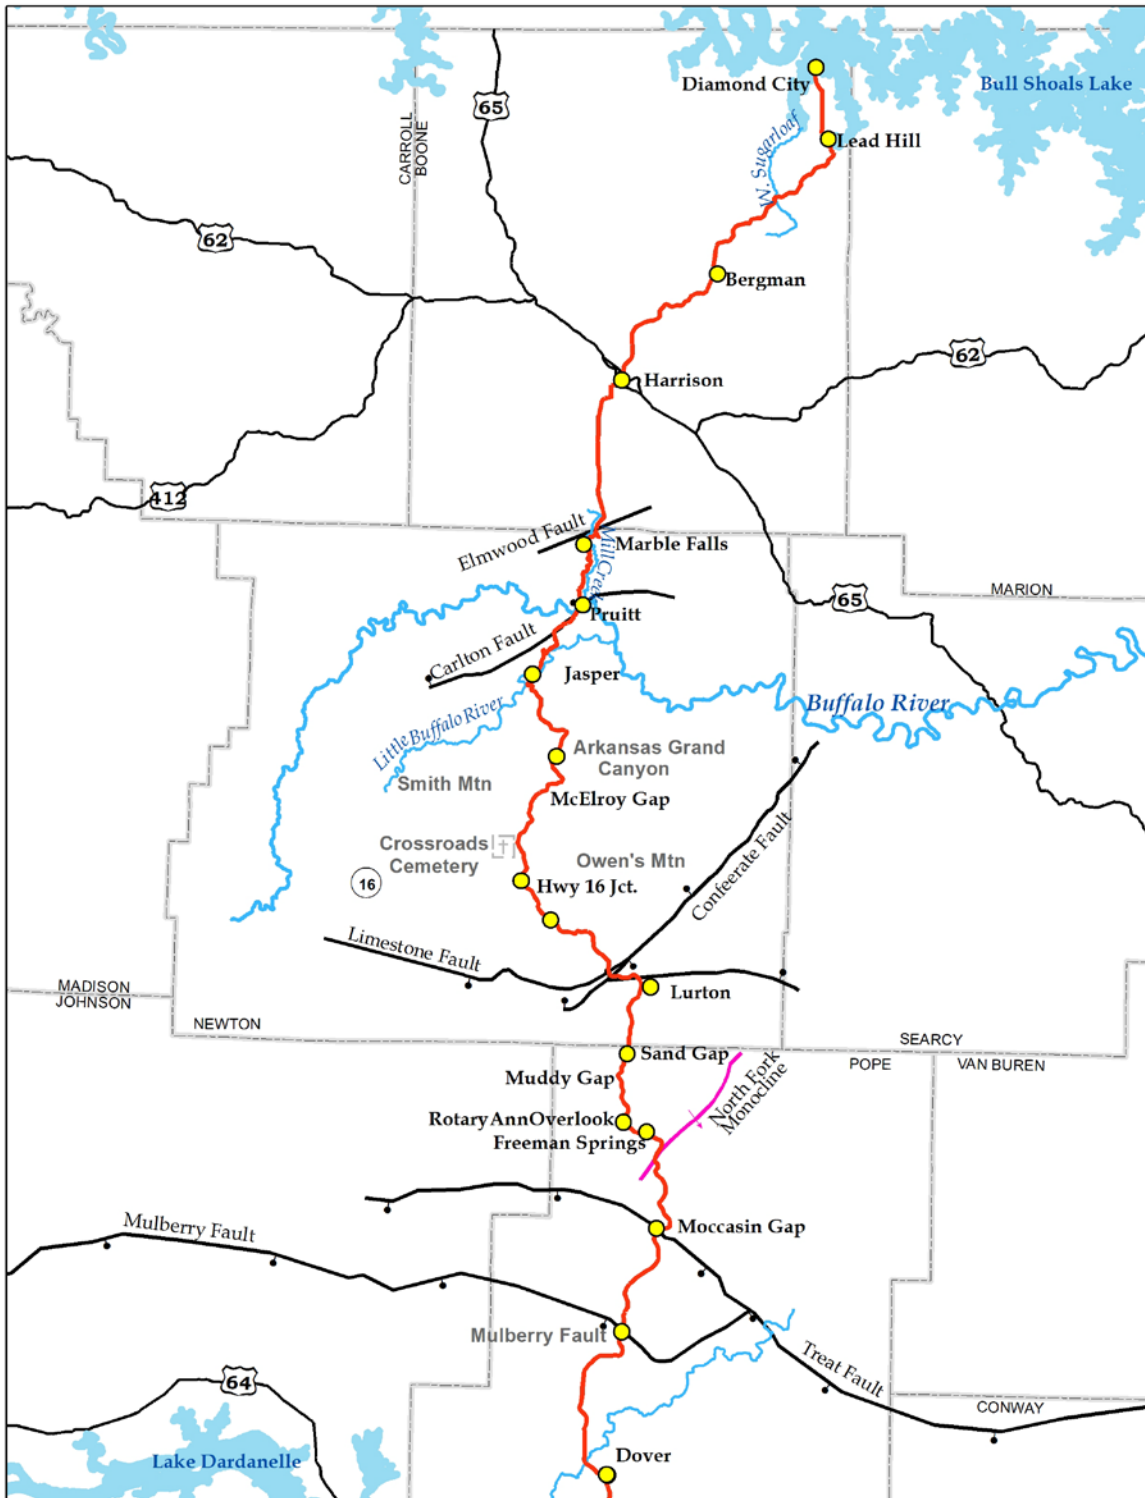 65
Diamond City
Bull Shoals Lake
Lead Hill
W. Sugarloaf
CARROLL
BOONE
62
Bergman
62
Harrison
412
Elmwood Fault
Marble Falls
Mill Creek
MARION
65
Pruitt
Carlton Fault
Jasper
Buffalo River
Little Buffalo River
Arkansas Grand
Canyon
Smith Mtn
McElroy Gap
Crossroads
Cemetery
Owen's Mtn
Confeerate Fault
16
Hwy 16 Jct.
Limestone Fault
MADISON
JOHNSON
Lurton
NEWTON
SEARCY
Sand Gap
POPE
VAN BUREN
Muddy Gap
North Fork
Monocline
Rotary Ann Overlook
Freeman Springs
Mulberry Fault
Moccasin Gap
Mulberry Fault
Treat Fault
64
CONWAY
Lake Dardanelle
Dover